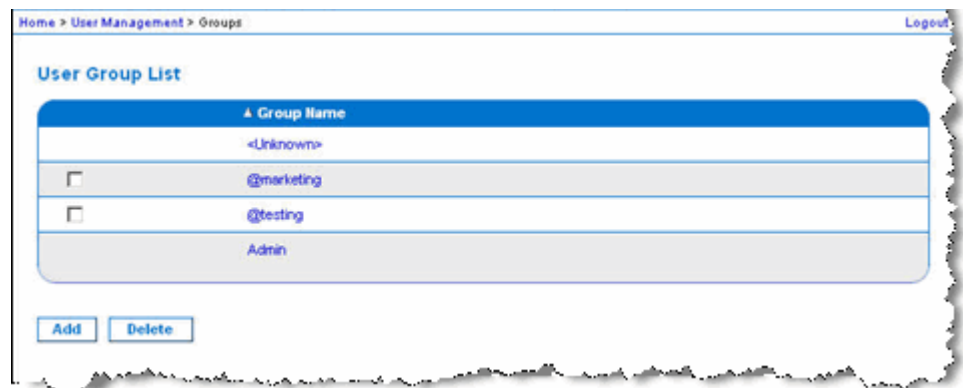 Home > User Management > Groups Logout
User Group List
▲ Group Name
<Unknown>
@marketing
@testing
Admin
Add Delete